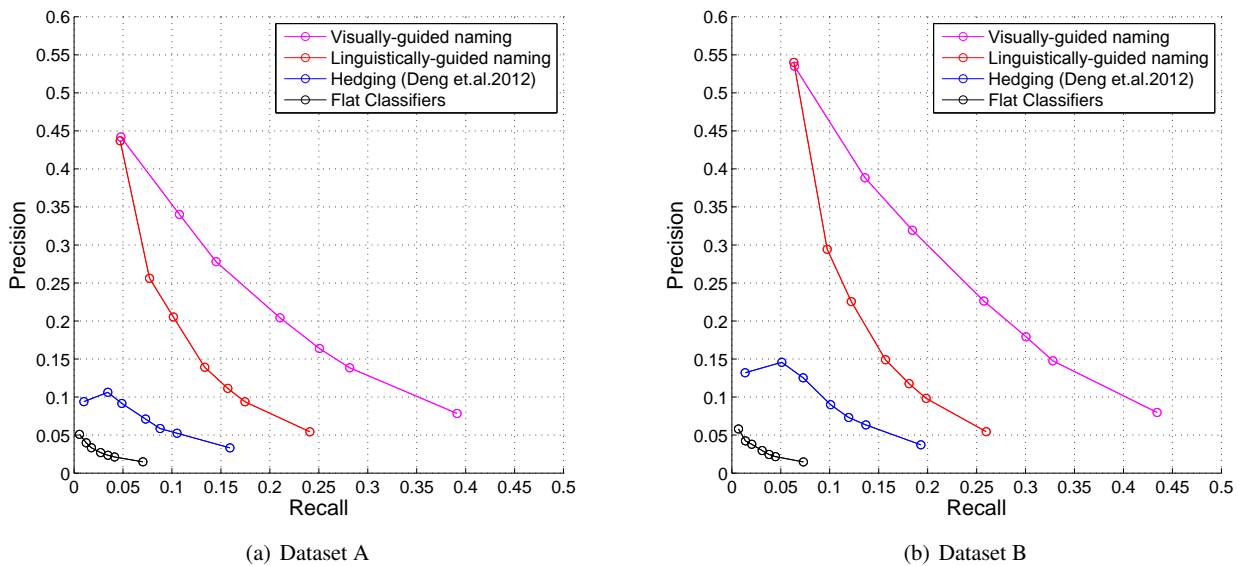 0.6
0.55
0.5
0.45
0.4
0.35
0.3
0.25
0.2
0.15
0.1
0.05
0
Precision
Visually-guided naming
Linguistically-guided naming
Hedging (Deng et.al.2012)
Flat Classifiers
0 0.05 0.1 0.15 0.2 0.25 0.3 0.35 0.4 0.45 0.5
Recall
(a) Dataset A
0.6
0.55
0.5
0.45
0.4
0.35
0.3
0.25
0.2
0.15
0.1
0.05
0
Precision
Visually-guided naming
Linguistically-guided naming
Hedging (Deng et.al.2012)
Flat Classifiers
0 0.05 0.1 0.15 0.2 0.25 0.3 0.35 0.4 0.45 0.5
Recall
(b) Dataset B